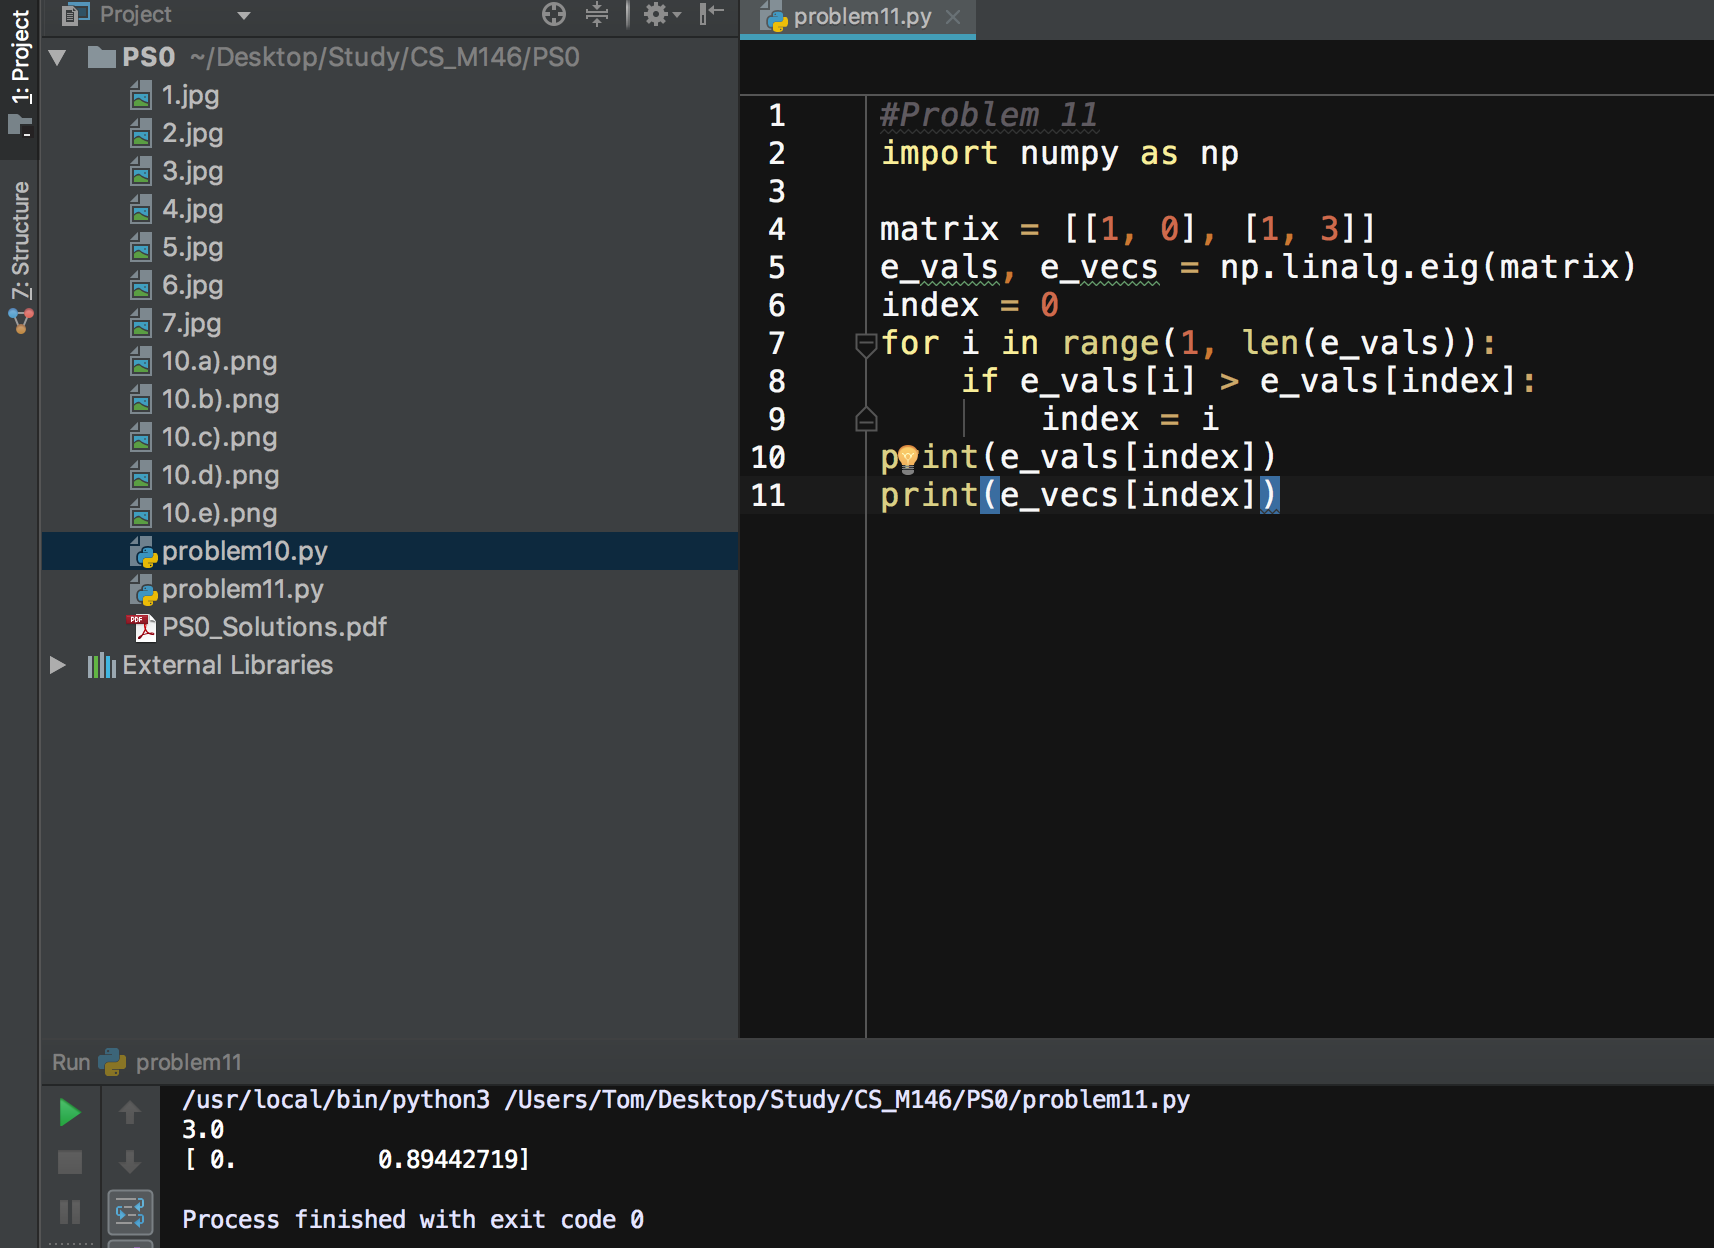 1: Project
7: Structure
Project
PS0 ~/Desktop/Study/CS_M146/PS0
1.jpg
2.jpg
3.jpg
4.jpg
5.jpg
6.jpg
7.jpg
10.a).png
10.b).png
10.c).png
10.d).png
10.e).png
problem10.py
problem11.py
PDF PS0_Solutions.pdf
External Libraries
problem11.py
1 #Problem 11
2 import numpy as np
3
4 matrix = [[1, 0], [1, 3]]
5 e_vals, e_vecs = np.linalg.eig(matrix)
6 index = 0
7 for i in range(1, len(e_vals)):
8     if e_vals[i] > e_vals[index]:
9         index = i
10 print(e_vals[index])
11 print(e_vecs[index])
Run problem11
/usr/local/bin/python3 /Users/Tom/Desktop/Study/CS_M146/PS0/problem11.py
3.0
[ 0.          0.89442719]
Process finished with exit code 0